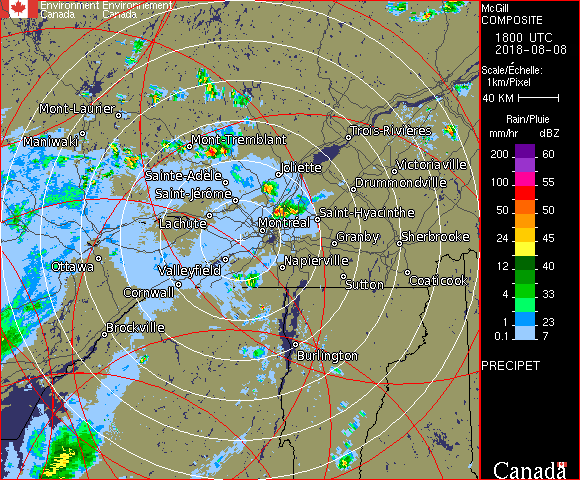 Environment Environnement
Canada Canada
McGill
COMPOSITE
1800 UTC
2018-08-08
Scale/Échelle:
1km/Pixel
40 KM
Rain/Pluie
mm/hr dBZ
200 60
100 55
50 50
24 45
12 40
4 33
1 23
0.1 7
PRECIPET
Canada
Mont-Laurier
Maniwaki
Mont-Tremblant
Trois-Rivières
Sainte-Adèle
Joliette
Victoriaville
Saint-Jérôme
Drummondville
Lachute
Montréal
Saint-Hyacinthe
Granby
Sherbrooke
Ottawa
Valleyfield
Napierville
Cornwall
Sutton
Coaticook
Brockville
Burlington